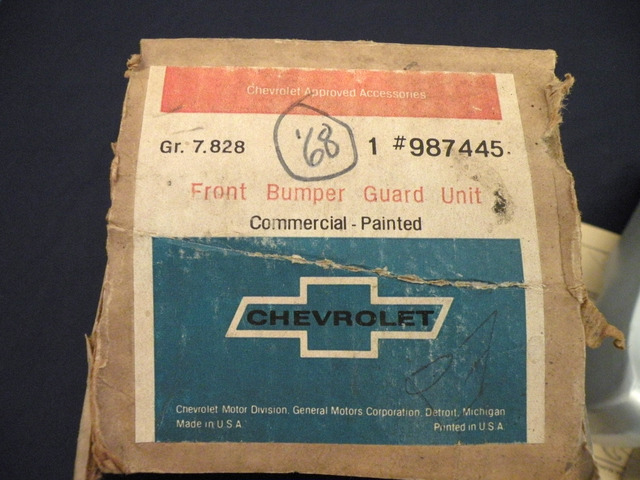 Chevrolet Approved Accessories
Gr. 7.828 '68 1 #987445
Front Bumper Guard Unit
Commercial - Painted
CHEVROLET
Chevrolet Motor Division, General Motors Corporation, Detroit, Michigan
Made in U.S.A. Printed in U.S.A.